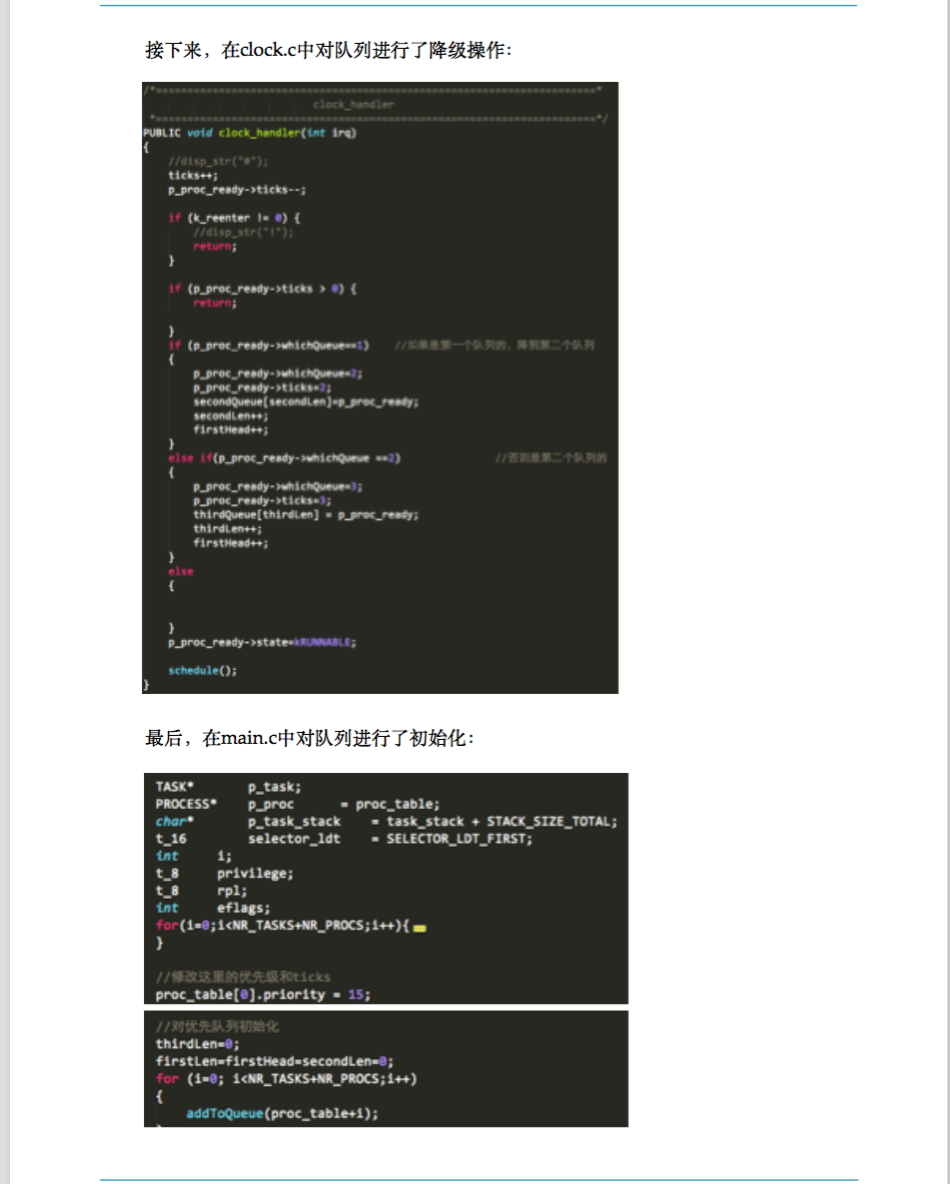 接下来，在clock.c中对队列进行了降级操作：
/*======================================================================*
clock_handler
*======================================================================*/
PUBLIC void clock_handler(int irq)
{
//disp_str("#");
ticks++;
p_proc_ready->ticks--;
if (k_reenter != 0) {
//disp_str("!");
return;
}
if (p_proc_ready->ticks > 0) {
return;
}
if (p_proc_ready->whichQueue==1) //如果是第一个队列的，降到第二个队列
{
p_proc_ready->whichQueue=2;
p_proc_ready->ticks=2;
secondQueue[secondLen]=p_proc_ready;
secondLen++;
firstHead++;
}
else if(p_proc_ready->whichQueue ==2) //否则是第二个队列的
{
p_proc_ready->whichQueue=3;
p_proc_ready->ticks=3;
thirdQueue[thirdLen] = p_proc_ready;
thirdLen++;
firstHead++;
}
else
{
}
p_proc_ready->state=kRUNNABLE;
schedule();
}
最后，在main.c中对队列进行了初始化：
TASK* p_task;
PROCESS* p_proc = proc_table;
char* p_task_stack = task_stack + STACK_SIZE_TOTAL;
t_16 selector_ldt = SELECTOR_LDT_FIRST;
int i;
t_8 privilege;
t_8 rpl;
int eflags;
for(i=0;i<NR_TASKS+NR_PROCS;i++){
}
//修改这里的优先级和ticks
proc_table[0].priority = 15;
//对优先队列初始化
thirdLen=0;
firstLen=firstHead=secondLen=0;
for (i=0; i<NR_TASKS+NR_PROCS;i++)
{
addToQueue(proc_table+i);